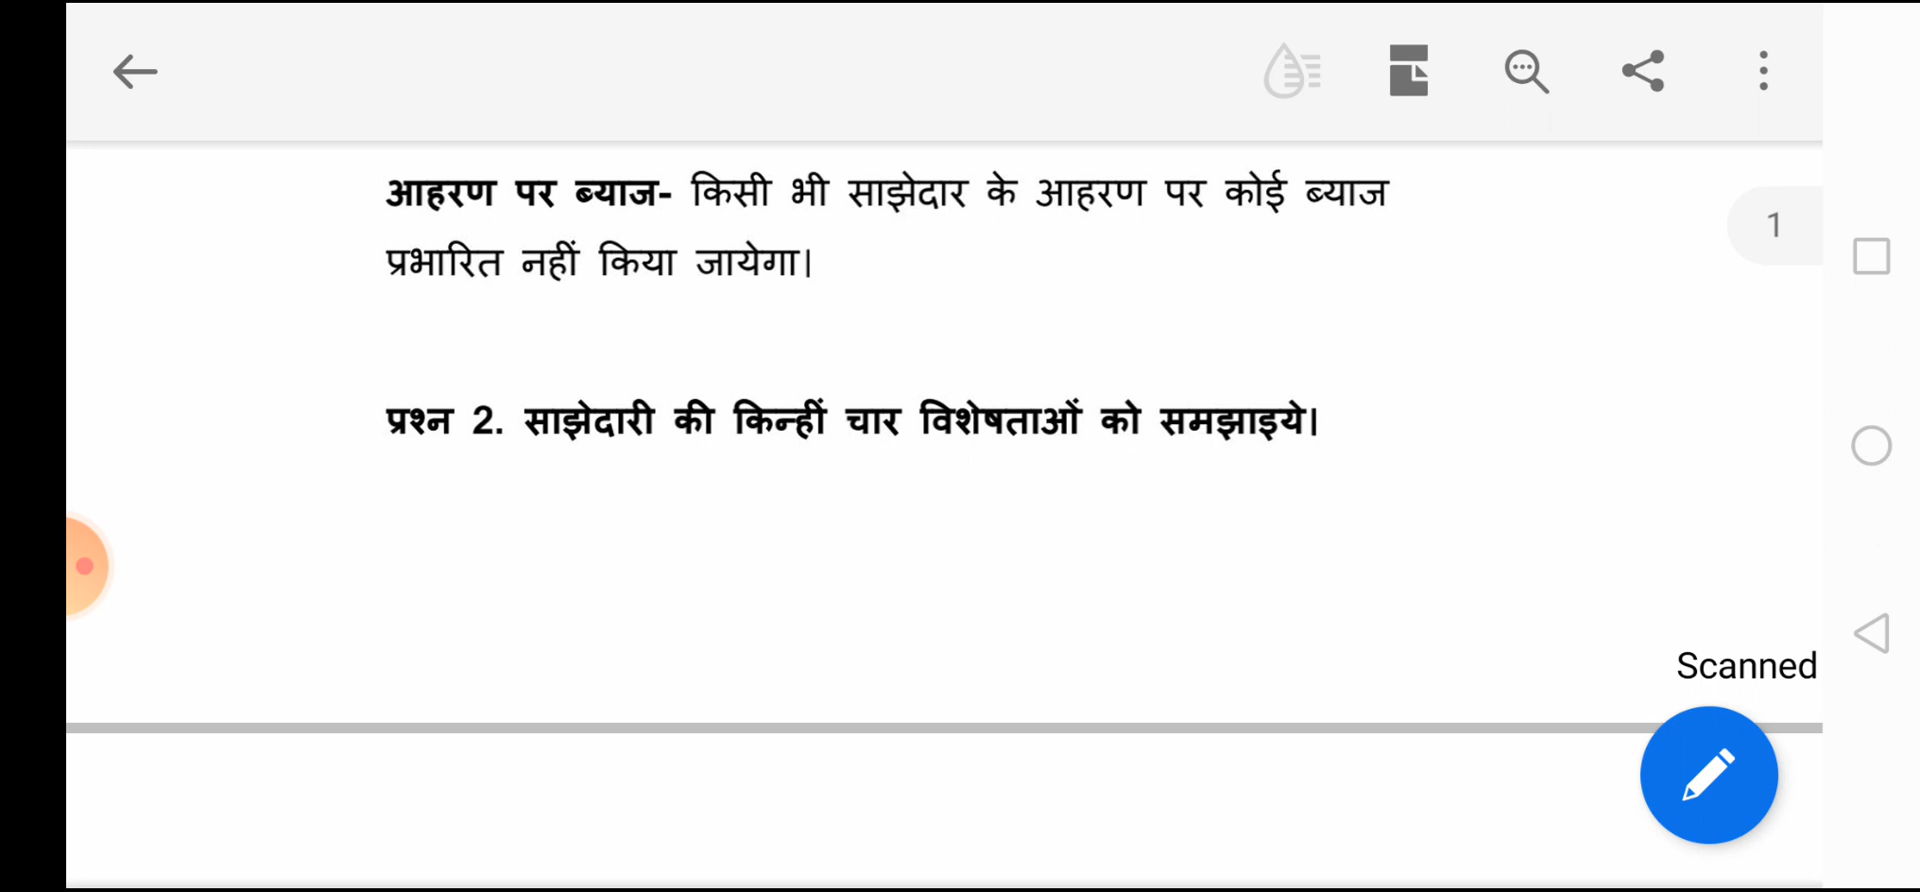 आहरण पर ब्याज- किसी भी साझेदार के आहरण पर कोई ब्याज
1
प्रभारित नहीं किया जायेगा।
प्रश्न 2. साझेदारी की किन्हीं चार विशेषताओं को समझाइये।
Scanned